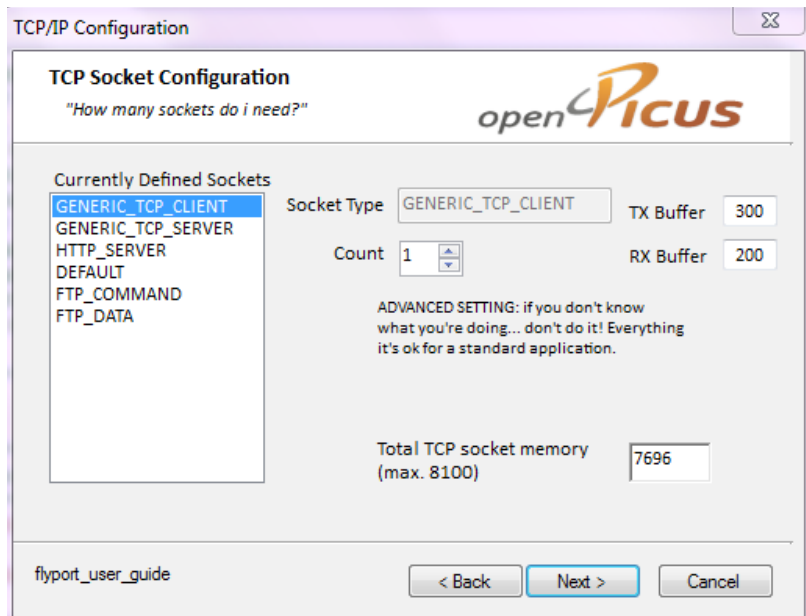 TCP/IP Configuration
TCP Socket Configuration
"How many sockets do i need?"
openPicus
Currently Defined Sockets
GENERIC_TCP_CLIENT
GENERIC_TCP_SERVER
HTTP_SERVER
DEFAULT
FTP_COMMAND
FTP_DATA
Socket Type GENERIC_TCP_CLIENT TX Buffer 300
Count 1 RX Buffer 200
ADVANCED SETTING: if you don't know
what you're doing... don't do it! Everything
it's ok for a standard application.
Total TCP socket memory
(max. 8100) 7696
flyport_user_guide
< Back Next > Cancel